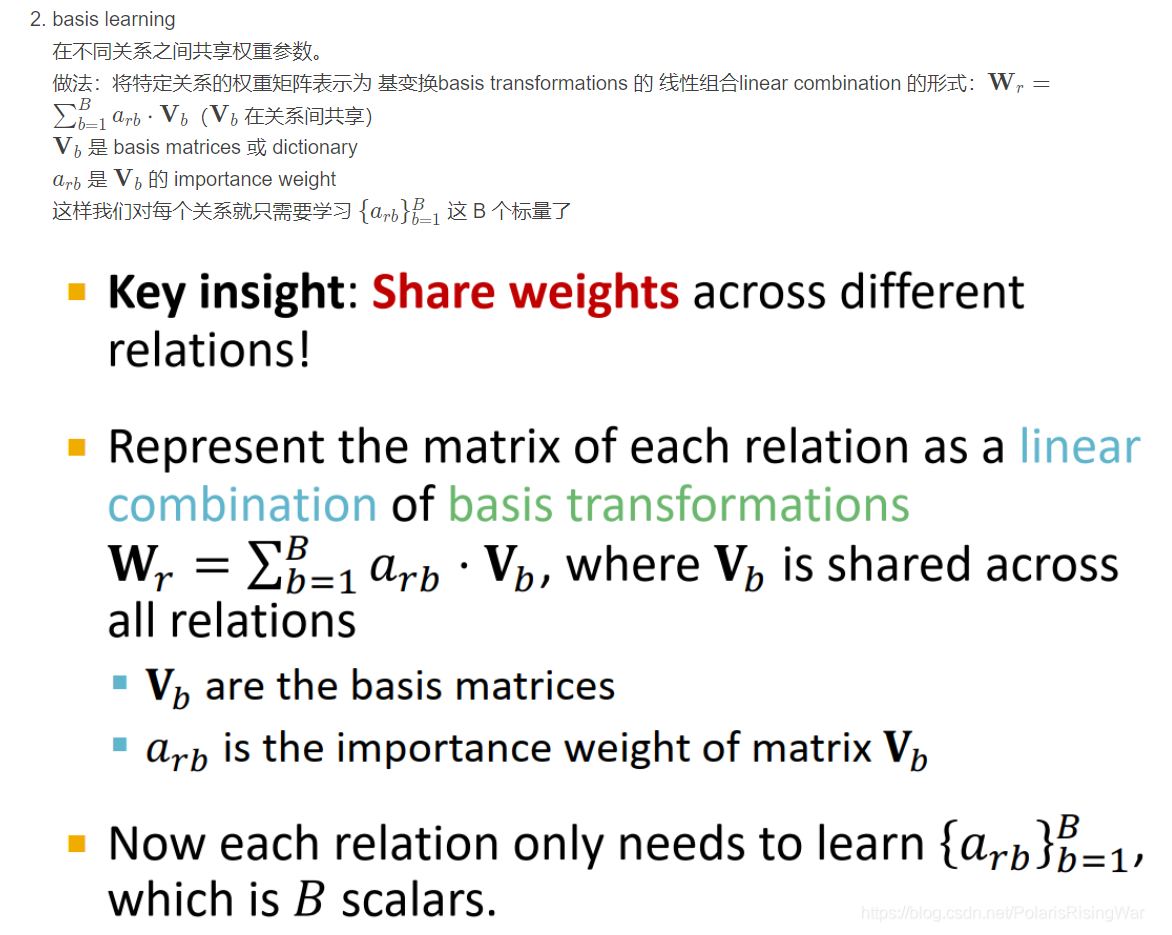 2. basis learning
在不同关系之间共享权重参数。
做法：将特定关系的权重矩阵表示为 基变换basis transformations 的 线性组合linear combination 的形式：$\mathbf{W}_r =$
$\sum_{b=1}^{B} a_{rb} \cdot \mathbf{V}_b$（$\mathbf{V}_b$ 在关系间共享）
$\mathbf{V}_b$ 是 basis matrices 或 dictionary
$a_{rb}$ 是 $\mathbf{V}_b$ 的 importance weight
这样我们对每个关系就只需要学习 $\{a_{rb}\}_{b=1}^{B}$ 这 B 个标量了
Key insight: Share weights across different
relations!
Represent the matrix of each relation as a linear
combination of basis transformations
$\mathbf{W}_r = \sum_{b=1}^{B} a_{rb} \cdot \mathbf{V}_b$, where $\mathbf{V}_b$ is shared across
all relations
$\mathbf{V}_b$ are the basis matrices
$a_{rb}$ is the importance weight of matrix $\mathbf{V}_b$
Now each relation only needs to learn $\{a_{rb}\}_{b=1}^{B}$,
which is $B$ scalars.
https://blog.csdn.net/PolarisRisingWar